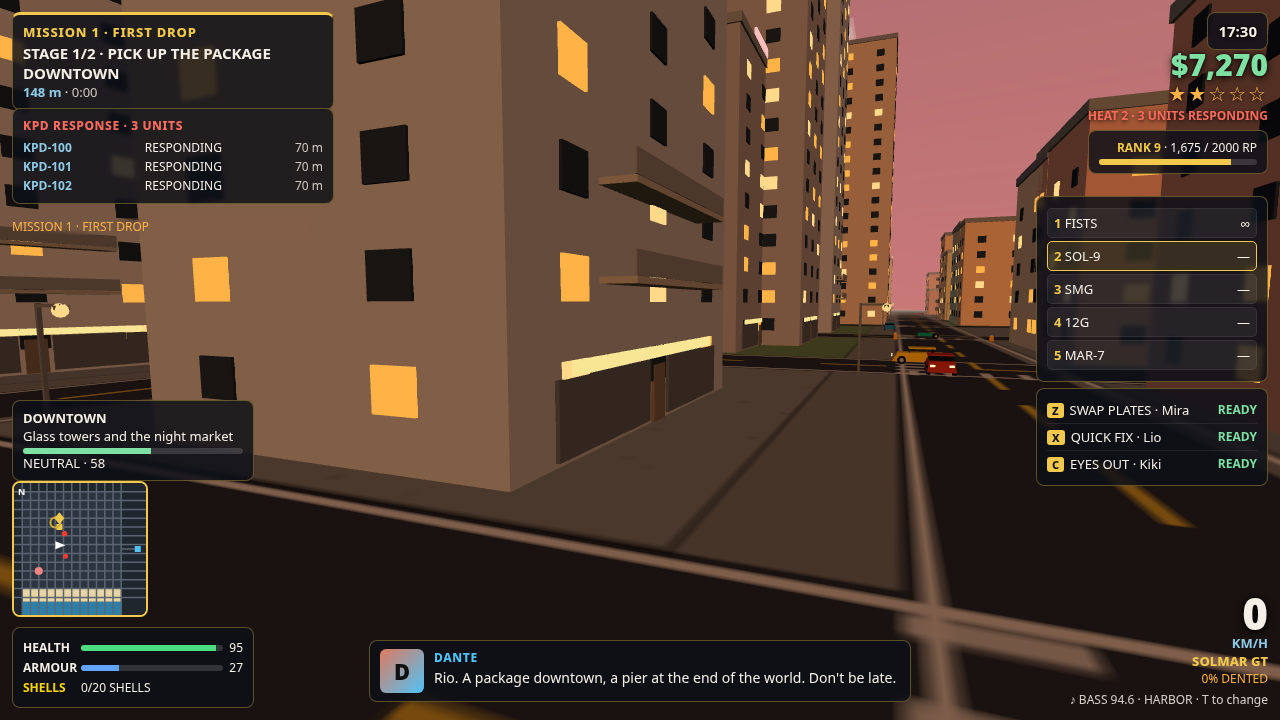 MISSION 1 · FIRST DROP
STAGE 1/2 · PICK UP THE PACKAGE
DOWNTOWN
148 m · 0:00
KPD RESPONSE · 3 UNITS
KPD-100 RESPONDING 70 m
KPD-101 RESPONDING 70 m
KPD-102 RESPONDING 70 m
MISSION 1 · FIRST DROP
17:30
$7,270
★★☆☆☆
HEAT 2 · 3 UNITS RESPONDING
RANK 9 · 1,675 / 2000 RP
1 FISTS ∞
2 SOL-9 —
3 SMG —
4 12G —
5 MAR-7 —
Z SWAP PLATES · Mira READY
X QUICK FIX · Lio READY
C EYES OUT · Kiki READY
DOWNTOWN
Glass towers and the night market
NEUTRAL · 58
N
HEALTH 95
ARMOUR 27
SHELLS 0/20 SHELLS
D
DANTE
Rio. A package downtown, a pier at the end of the world. Don't be late.
0
KM/H
SOLMAR GT
0% DENTED
♪ BASS 94.6 · HARBOR · T to change